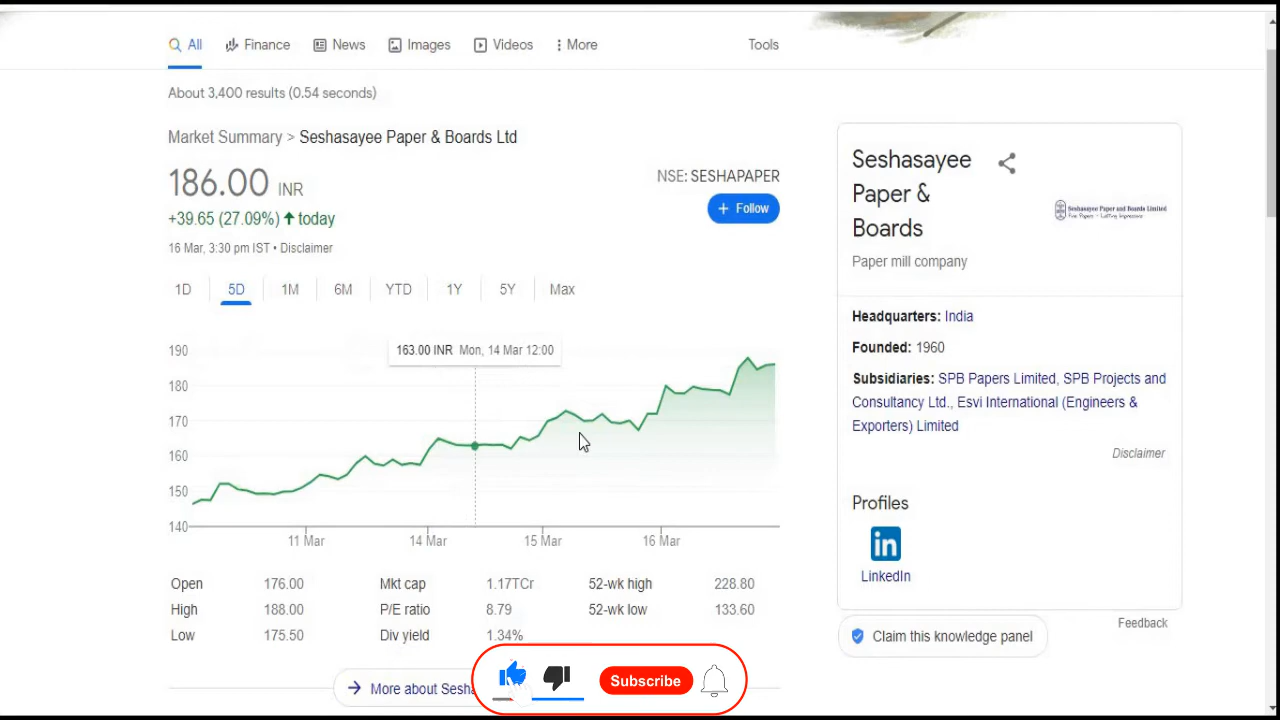 All
Finance
News
Images
Videos
More
Tools
About 3,400 results (0.54 seconds)
Market Summary > Seshasayee Paper & Boards Ltd
186.00 INR
NSE: SESHAPAPER
+39.65 (27.09%) today
+ Follow
16 Mar, 3:30 pm IST • Disclaimer
1D 5D 1M 6M YTD 1Y 5Y Max
163.00 INR Mon, 14 Mar 12:00
190
180
170
160
150
140
11 Mar 14 Mar 15 Mar 16 Mar
Open 176.00 Mkt cap 1.17TCr 52-wk high 228.80
High 188.00 P/E ratio 8.79 52-wk low 133.60
Low 175.50 Div yield 1.34%
More about Sesha
Subscribe
Seshasayee
Paper &
Boards
Seshasayee Paper and Boards Limited
Paper mill company
Headquarters: India
Founded: 1960
Subsidiaries: SPB Papers Limited, SPB Projects and
Consultancy Ltd., Esvi International (Engineers &
Exporters) Limited
Disclaimer
Profiles
in
LinkedIn
Feedback
Claim this knowledge panel